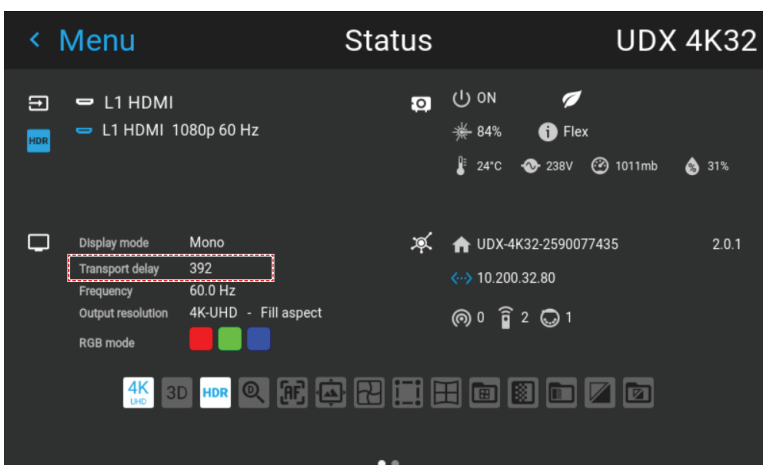 Menu Status UDX 4K32
L1 HDMI
HDR L1 HDMI 1080p 60 Hz
ON
84% Flex
24°C 238V 1011mb 31%
Display mode Mono
Transport delay 392
Frequency 60.0 Hz
Output resolution 4K-UHD - Fill aspect
RGB mode
UDX-4K32-2590077435 2.0.1
10.200.32.80
0 2 1
4K UHD 3D HDR D AF